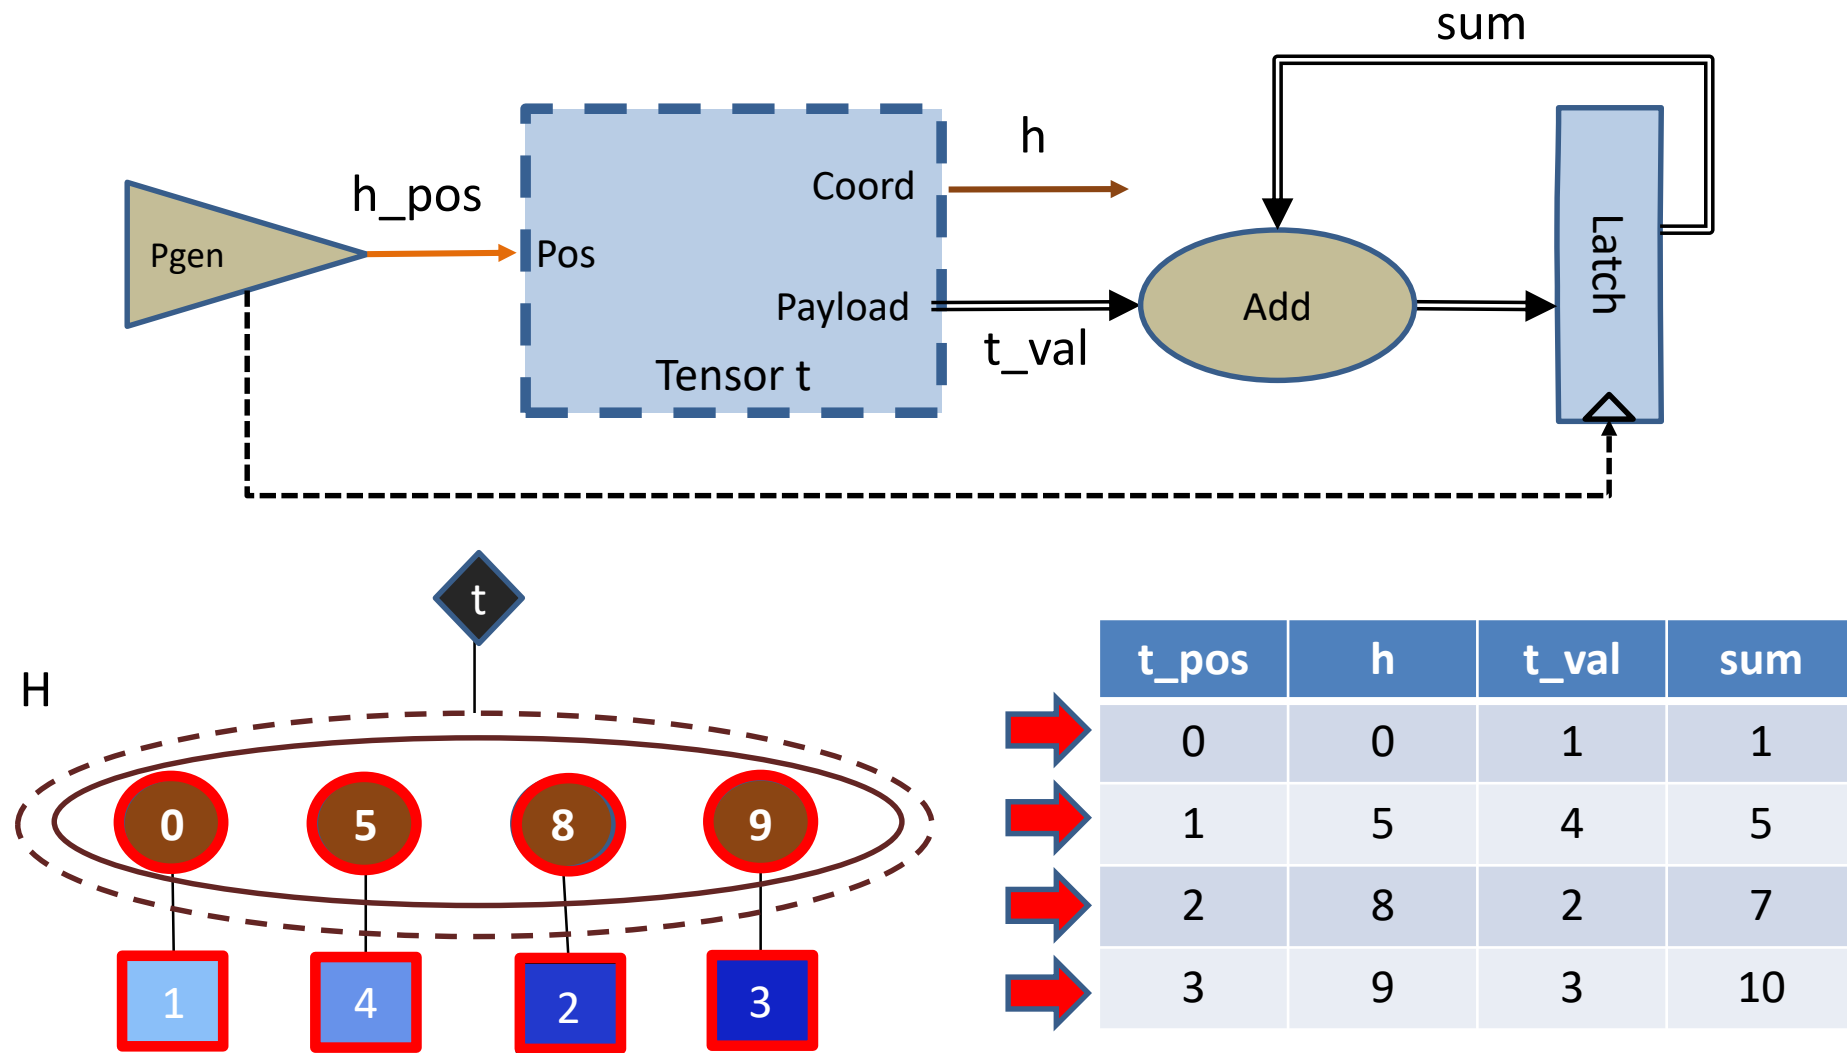 sum
h
h_pos
Coord
Pgen
Pos
Latch
Payload
Add
t_val
Tensor t
t
H
0 5 8 9
1 4 2 3
t_pos h t_val sum
0 0 1 1
1 5 4 5
2 8 2 7
3 9 3 10